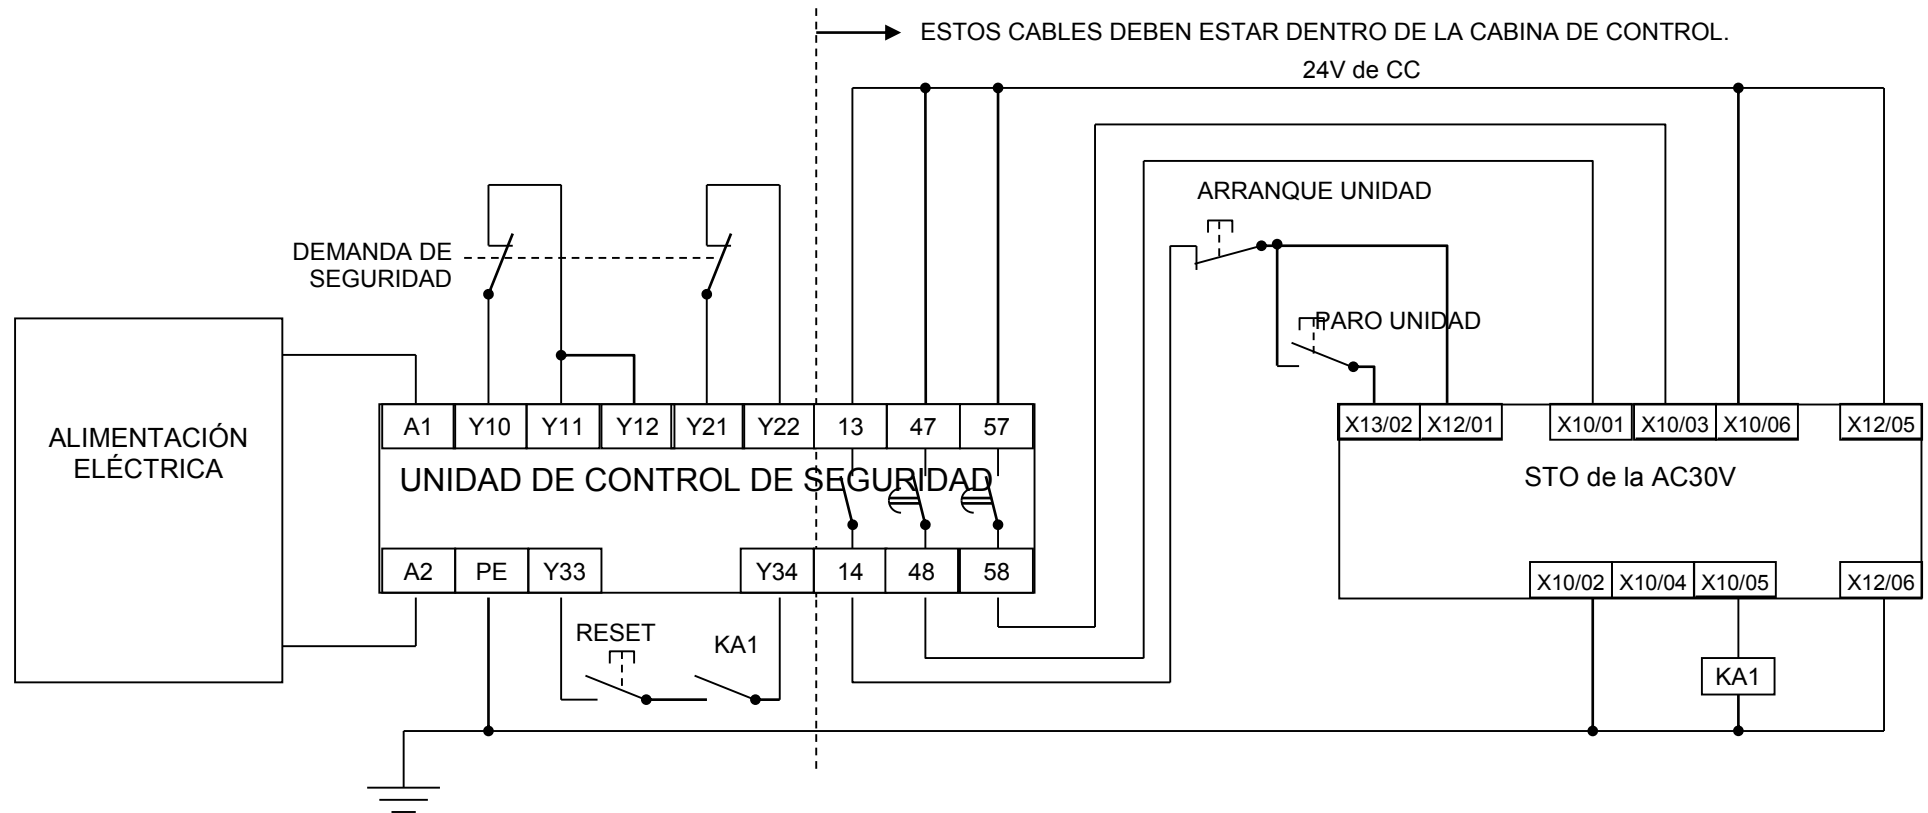 ESTOS CABLES DEBEN ESTAR DENTRO DE LA CABINA DE CONTROL.
24V de CC
ARRANQUE UNIDAD
DEMANDA DE
SEGURIDAD
PARO UNIDAD
ALIMENTACIÓN
ELÉCTRICA
A1 Y10 Y11 Y12 Y21 Y22 13 47 57
X13/02 X12/01 X10/01 X10/03 X10/06 X12/05
UNIDAD DE CONTROL DE SEGURIDAD
STO de la AC30V
A2 PE Y33 Y34 14 48 58
X10/02 X10/04 X10/05 X12/06
RESET
KA1
KA1